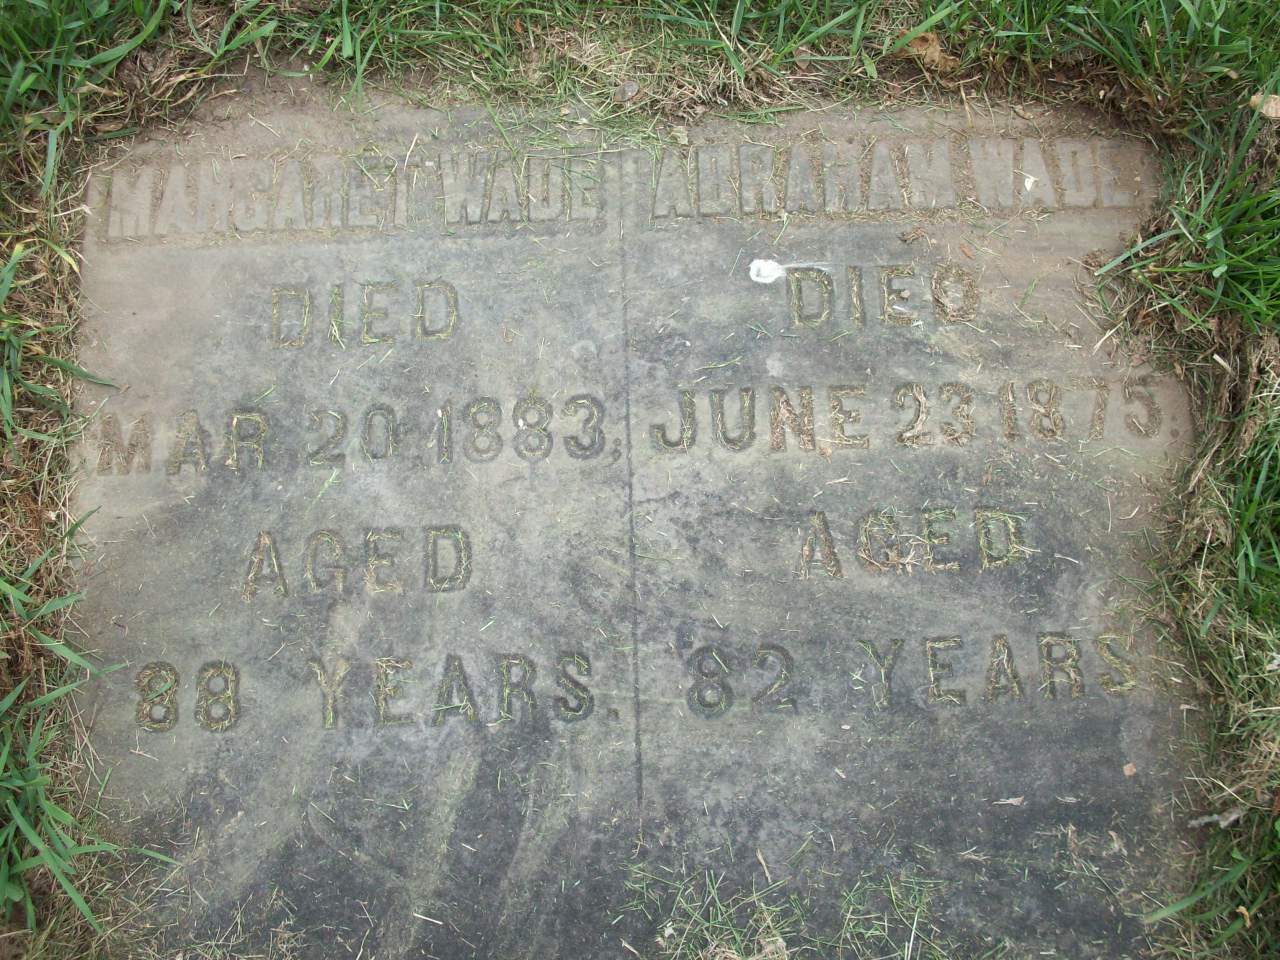 MARGARET WADE
DIED
MAR 20 1883.
AGED
88 YEARS.
ABRAHAM WADE
DIED
JUNE 23 1875.
AGED
82 YEARS